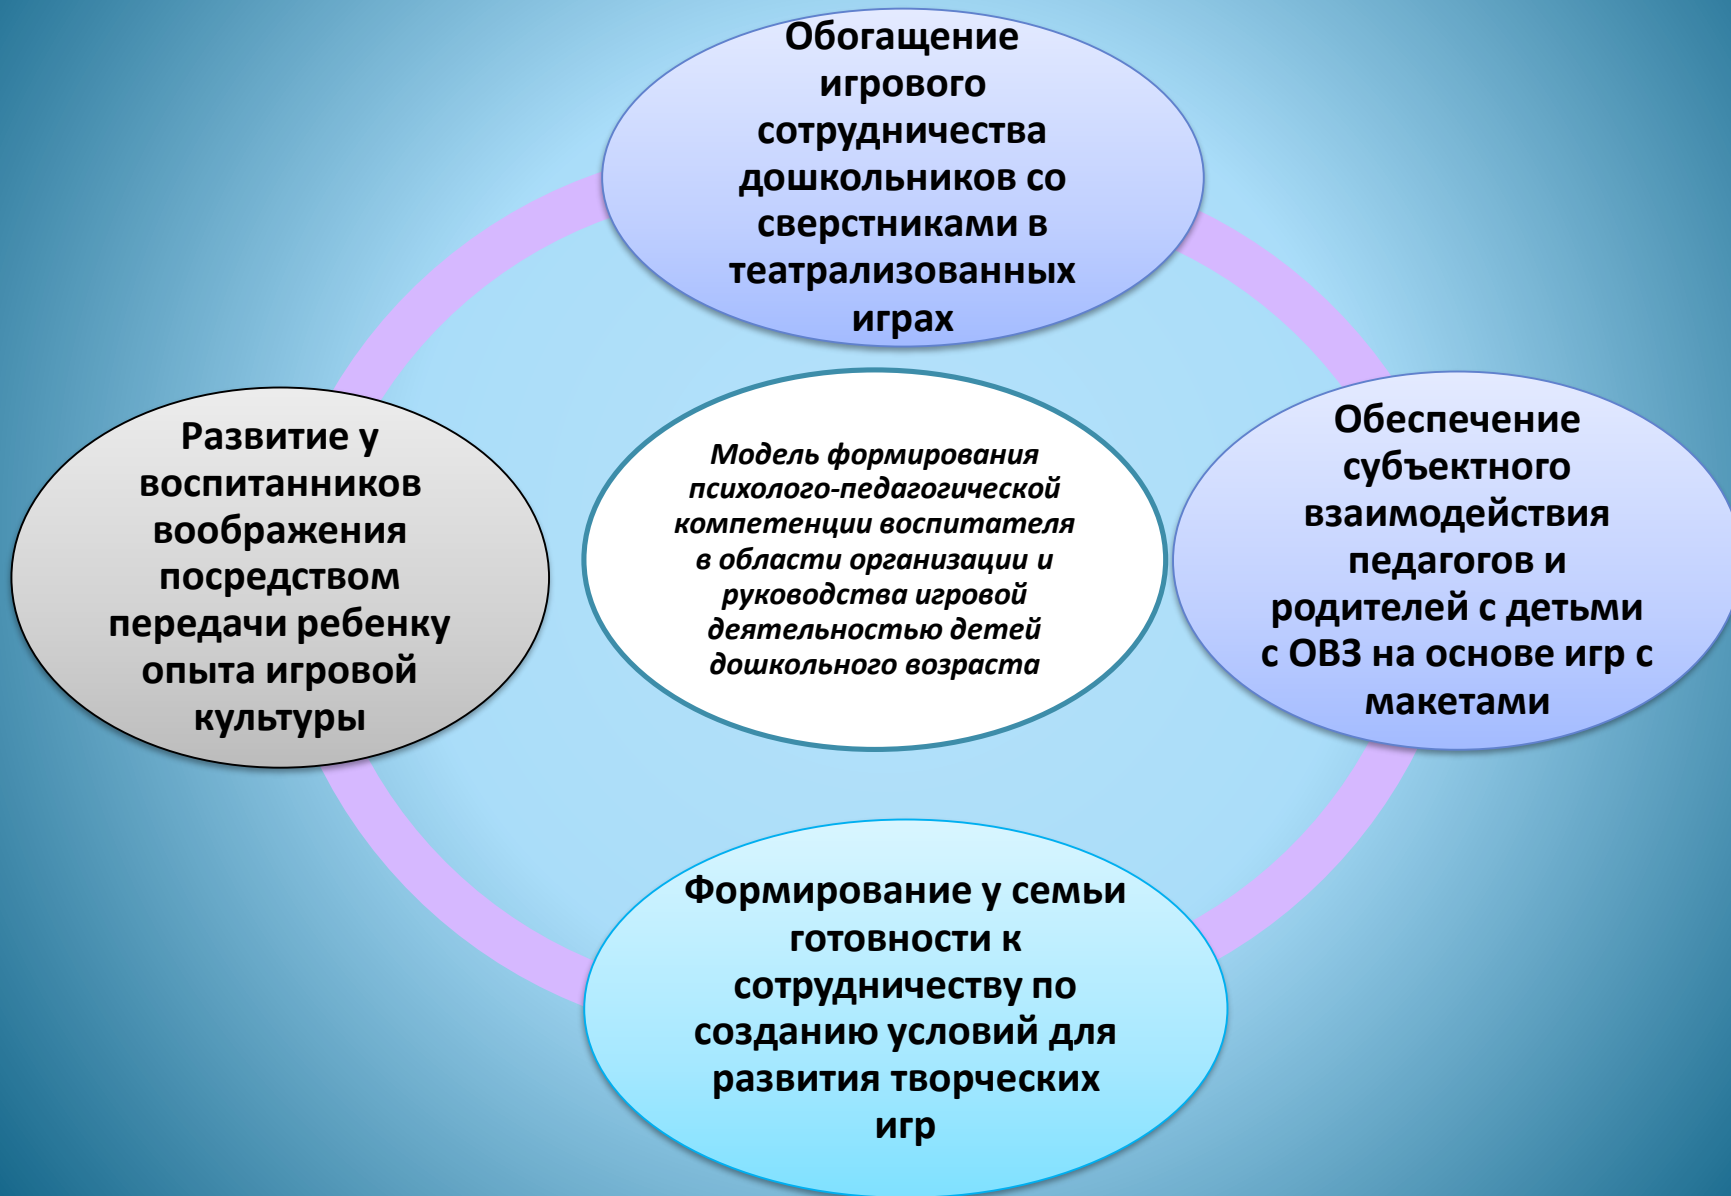 Обогащение
игрового
сотрудничества
дошкольников со
сверстниками в
театрализованных
играх
Развитие у
воспитанников
воображения
посредством
передачи ребенку
опыта игровой
культуры
Модель формирования
психолого-педагогической
компетенции воспитателя
в области организации и
руководства игровой
деятельностью детей
дошкольного возраста
Обеспечение
субъектного
взаимодействия
педагогов и
родителей с детьми
с ОВЗ на основе игр с
макетами
Формирование у семьи
готовности к
сотрудничеству по
созданию условий для
развития творческих
игр